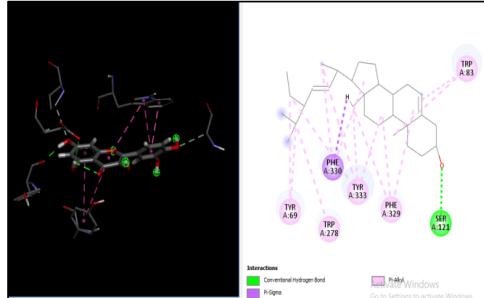 TRP
A:83
H
PHE
A:330
TYR
A:333
PHE
A:329
TYR
A:69
TRP
A:278
SER
A:121
O
Interactions
Conventional Hydrogen Bond
Pi-Sigma
Pi-Alkyl
Activate Windows
Go to Settings to activate Windows